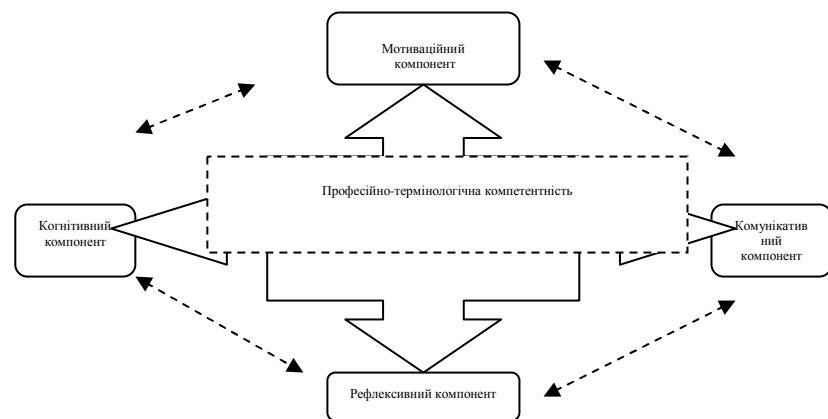 Мотиваційний
компонент
Професійно-термінологічна компетентність
Когнітивний
компонент
Комунікатив
ний
компонент
Рефлексивний компонент